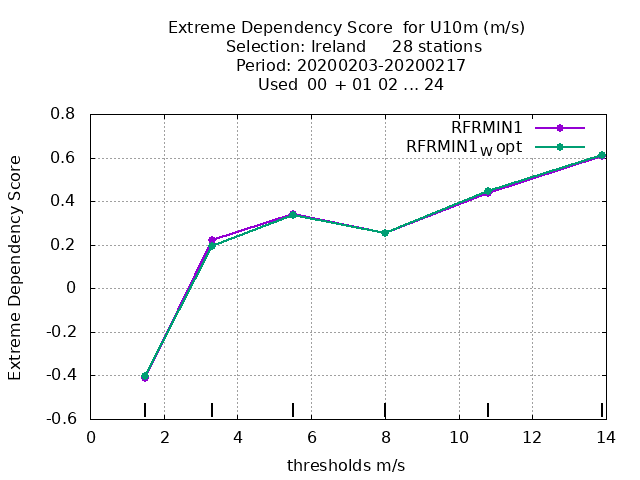 Extreme Dependency Score  for U10m (m/s)
Selection: Ireland     28 stations
Period: 20200203-20200217
Used  00  + 01 02 ... 24
RFRMIN1
RFRMIN1W opt
Extreme Dependency Score
0.8
0.6
0.4
0.2
0
-0.2
-0.4
-0.6
0 2 4 6 8 10 12 14
thresholds m/s